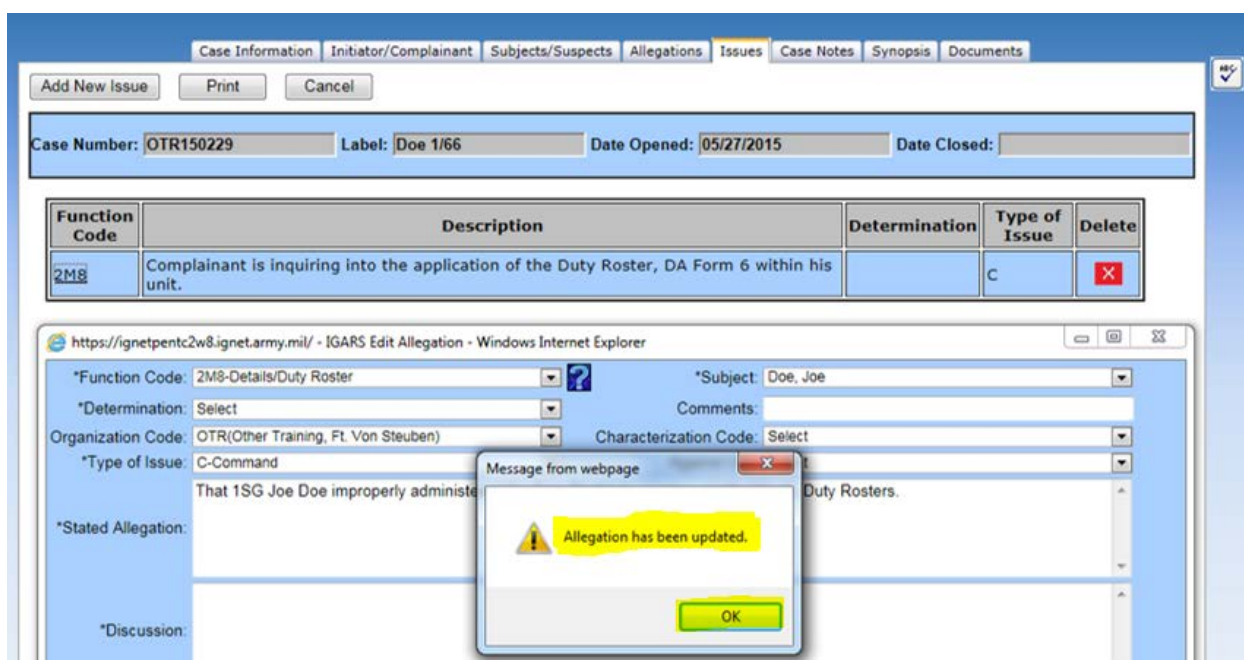 Case Information Initiator/Complainant Subjects/Suspects Allegations Issues Case Notes Synopsis Documents
ABC
Add New Issue Print Cancel
Case Number: OTR150229 Label: Doe 1/66 Date Opened: 05/27/2015 Date Closed:
Function Code Description Determination Type of Issue Delete
2M8 Complainant is inquiring into the application of the Duty Roster, DA Form 6 within his unit. C X
https://ignetpentc2w8.ignet.army.mil/ - IGARS Edit Allegation - Windows Internet Explorer
*Function Code: 2M8-Details/Duty Roster ? *Subject: Doe, Joe
*Determination: Select Comments:
Organization Code: OTR(Other Training, Ft. Von Steuben) Characterization Code: Select
*Type of Issue: C-Command
Message from webpage
*Stated Allegation: That 1SG Joe Doe improperly Duty Rosters.
Allegation has been updated.
OK
*Discussion: